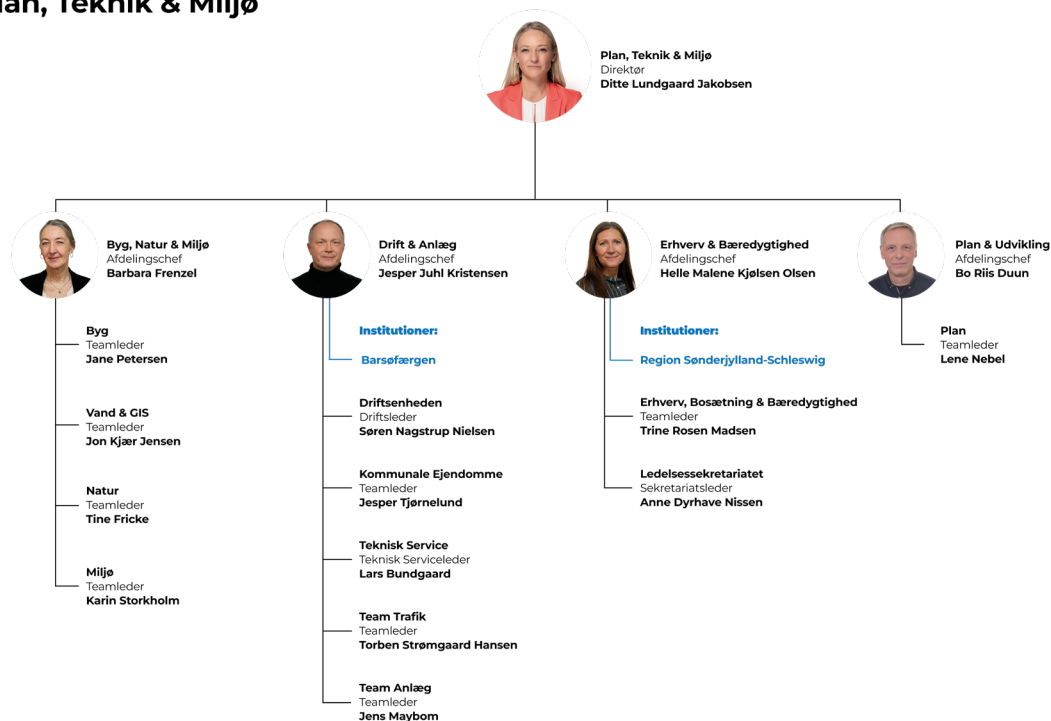 Plan, Teknik & Miljø
Plan, Teknik & Miljø
Direktør
Ditte Lundgaard Jakobsen
Byg, Natur & Miljø
Afdelingschef
Barbara Frenzel
Byg
Teamleder
Jane Petersen
Vand & GIS
Teamleder
Jon Kjær Jensen
Natur
Teamleder
Tine Fricke
Miljø
Teamleder
Karin Storkholm
Drift & Anlæg
Afdelingschef
Jesper Juhl Kristensen
Institutioner:
Barsøfærgen
Driftsenheden
Driftsleder
Søren Nagstrup Nielsen
Kommunale Ejendomme
Teamleder
Jesper Tjørnelund
Teknisk Service
Teknisk Serviceleder
Lars Bundgaard
Team Trafik
Teamleder
Torben Strømgaard Hansen
Team Anlæg
Teamleder
Jens Maybom
Erhverv & Bæredygtighed
Afdelingschef
Helle Malene Kjølsen Olsen
Institutioner:
Region Sønderjylland-Schleswig
Erhverv, Bosætning & Bæredygtighed
Teamleder
Trine Rosen Madsen
Ledelsessekretariatet
Sekretariatsleder
Anne Dyrhave Nissen
Plan & Udvikling
Afdelingschef
Bo Riis Duun
Plan
Teamleder
Lene Nebel